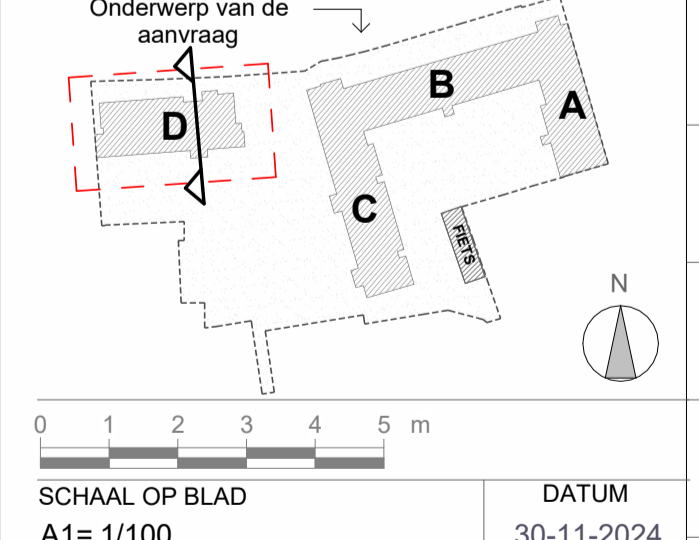 Onderwerp van de
aanvraag
B
A
D
C
FIETS
N
0 1 2 3 4 5 m
SCHAAL OP BLAD
DATUM
A1= 1/100
30-11-2024